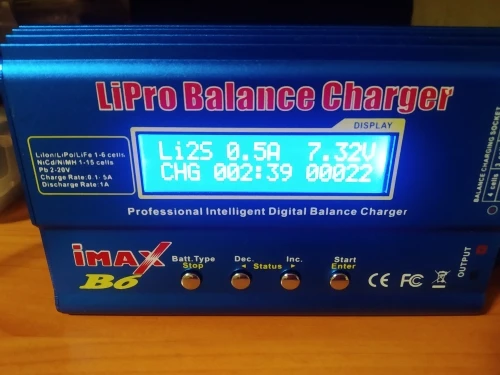 LiPro Balance Charger
DISPLAY
Li2S 0.5A 7.32V
CHG 002:39 00022
LiIon/LiPo/LiFe 1-6 cells
NiCd/NiMH 1-15 cells
Pb 2-20V
Charge Rate:0.1- 5A
Discharge Rate:1A
BALANCE CHARGING SOCKET
4 cells
Professional Intelligent Digital Balance Charger
iMAX
B6
Batt.Type
Stop
Dec.
Status
Inc.
Start
Enter
CE FC
OUTPUT